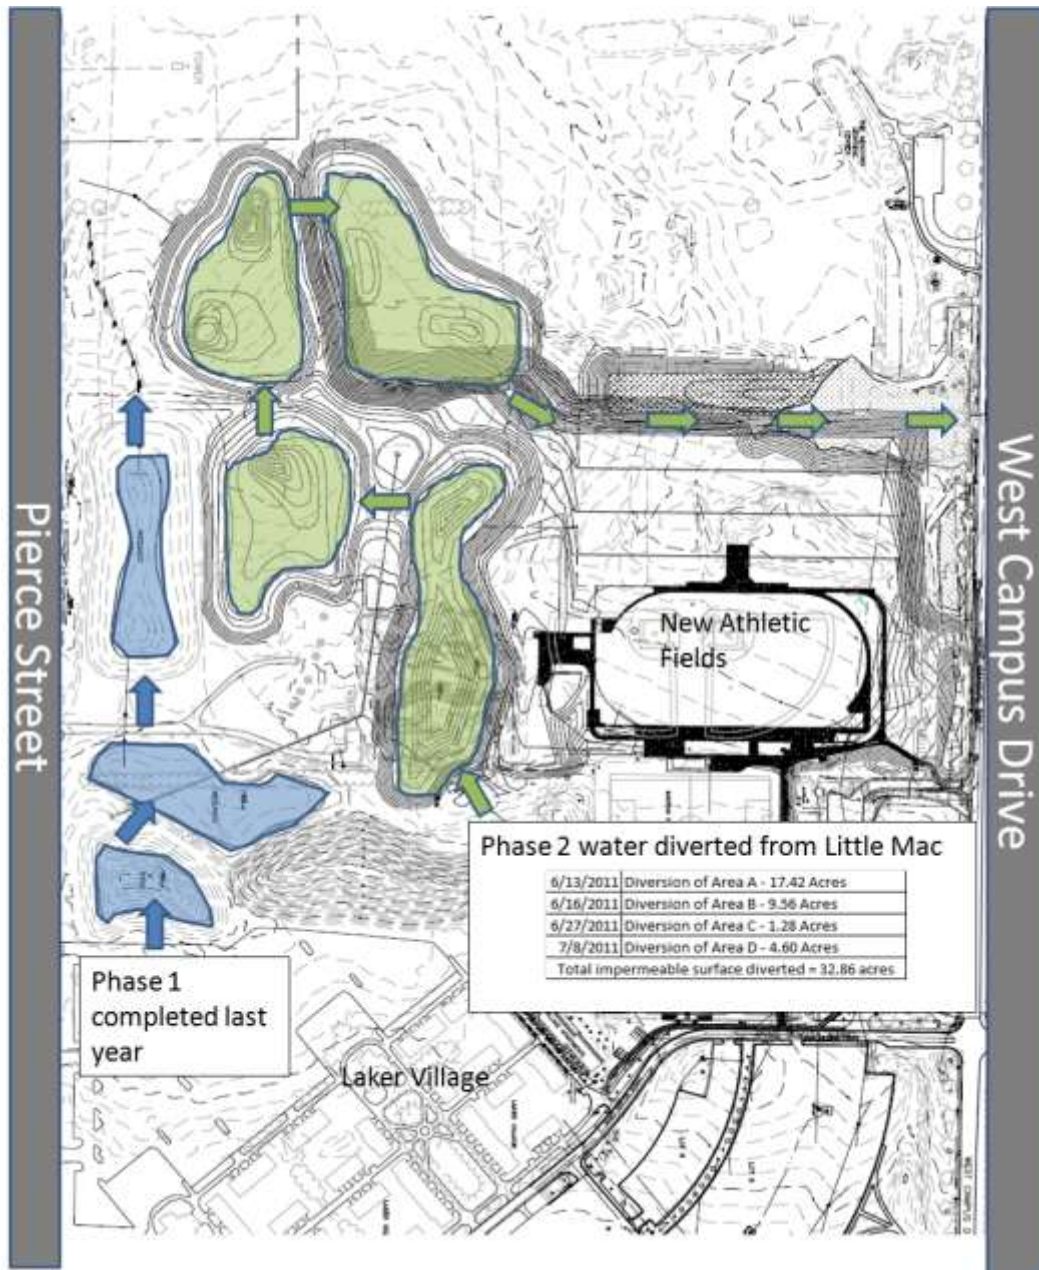 Pierce Street
West Campus Drive
New Athletic
Fields
Phase 2 water diverted from Little Mac
6/13/2011 Diversion of Area A - 17.42 Acres
6/16/2011 Diversion of Area B - 9.56 Acres
6/27/2011 Diversion of Area C - 1.28 Acres
7/8/2011 Diversion of Area D - 4.60 Acres
Total impermeable surface diverted = 32.86 acres
Phase 1
completed last
year
Laker Village